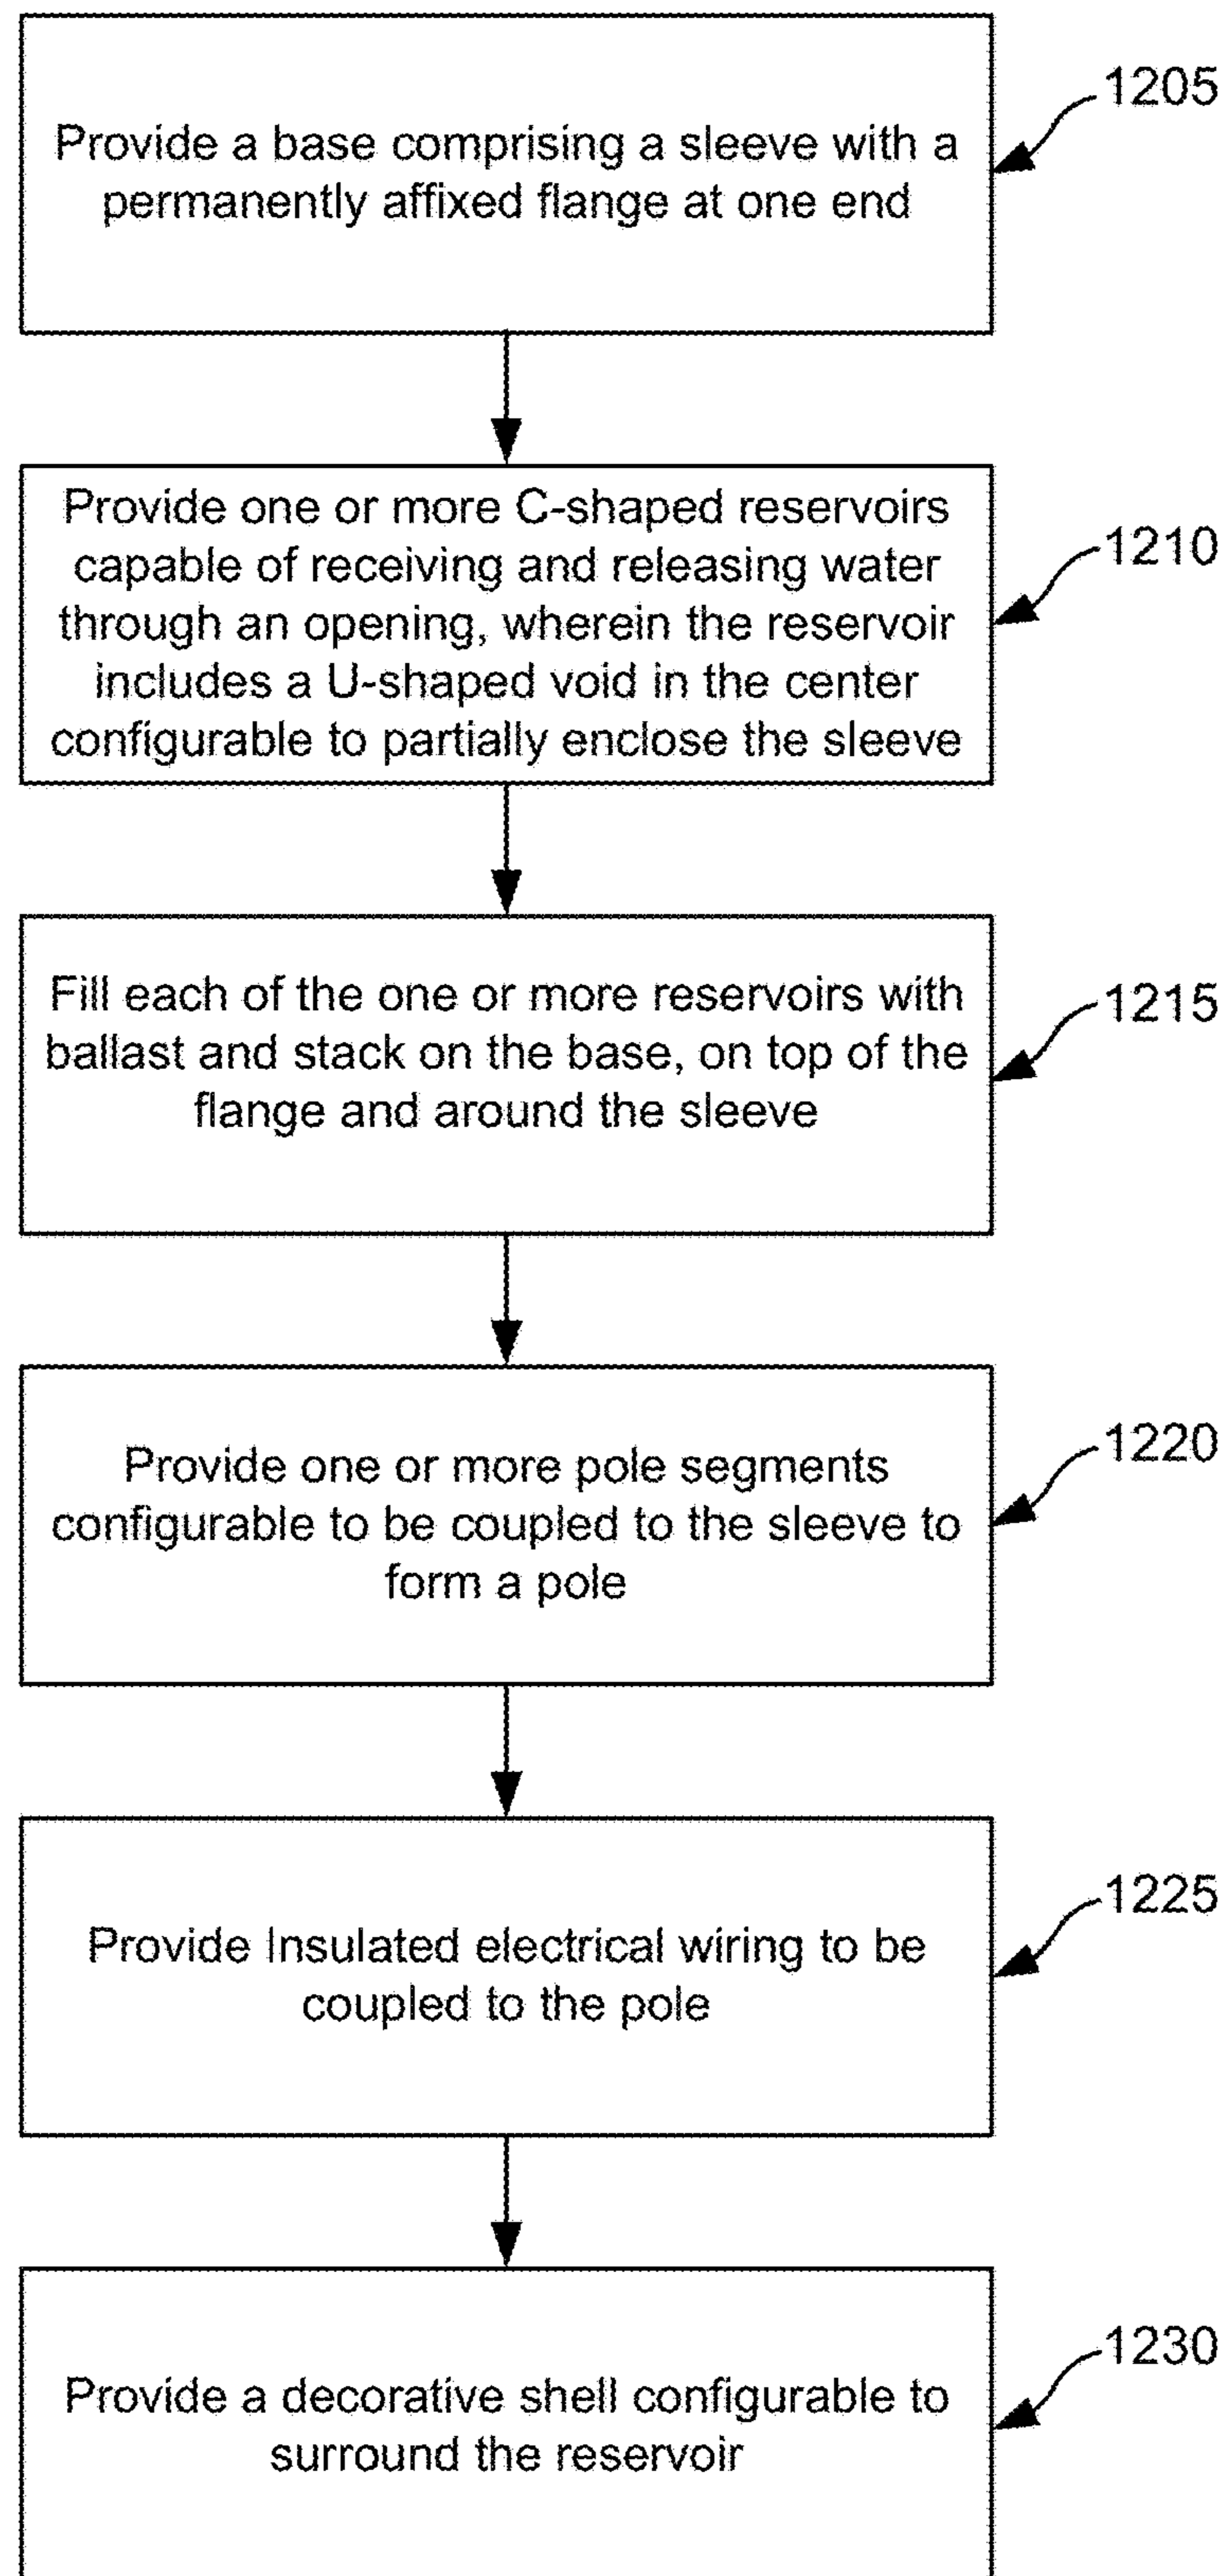 Provide a base comprising a sleeve with a
permanently affixed flange at one end
1205
Provide one or more C-shaped reservoirs
capable of receiving and releasing water
through an opening, wherein the reservoir
includes a U-shaped void in the center
configurable to partially enclose the sleeve
1210
Fill each of the one or more reservoirs with
ballast and stack on the base, on top of the
flange and around the sleeve
1215
Provide one or more pole segments
configurable to be coupled to the sleeve to
form a pole
1220
Provide Insulated electrical wiring to be
coupled to the pole
1225
Provide a decorative shell configurable to
surround the reservoir
1230